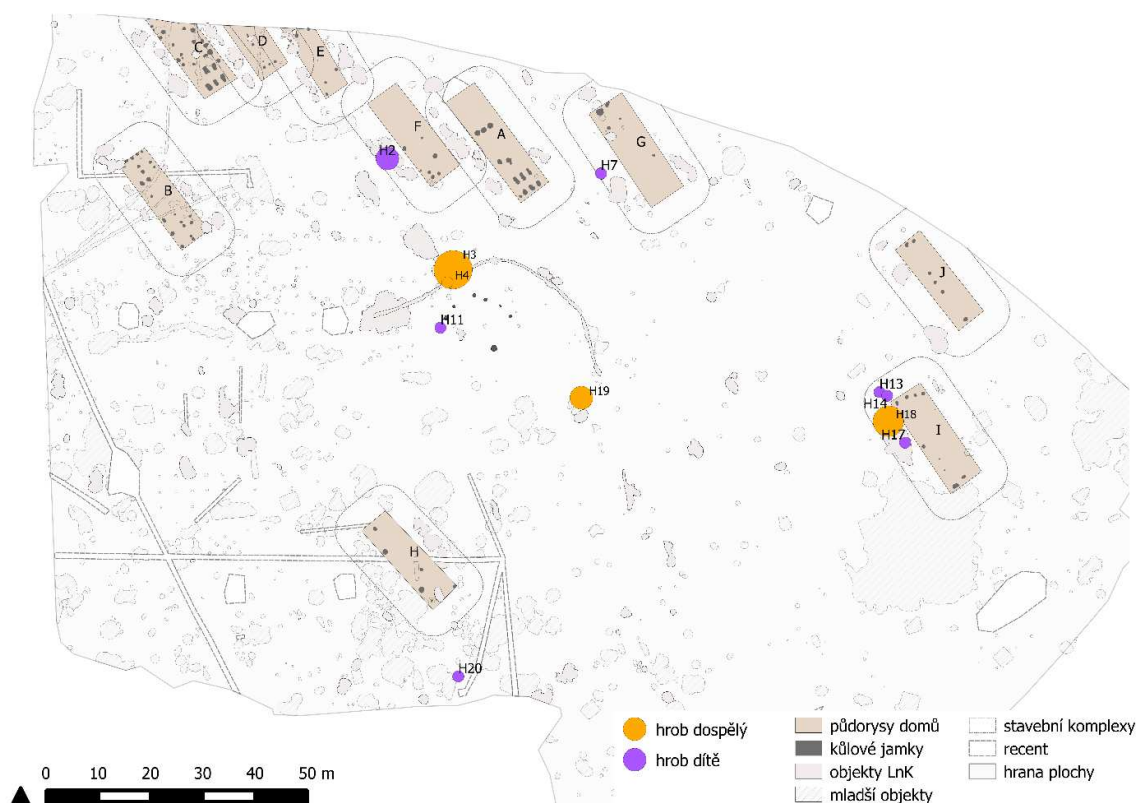 C
D
E
F
A
G
H2
H7
B
H3
H4
J
H11
H19
H13
H14
H18
H17
I
H
H20
hrob dospělý
hrob dítě
půdorysy domů
kůlové jamky
objekty LnK
mladší objekty
stavební komplexy
recent
hrana plochy
0 10 20 30 40 50 m